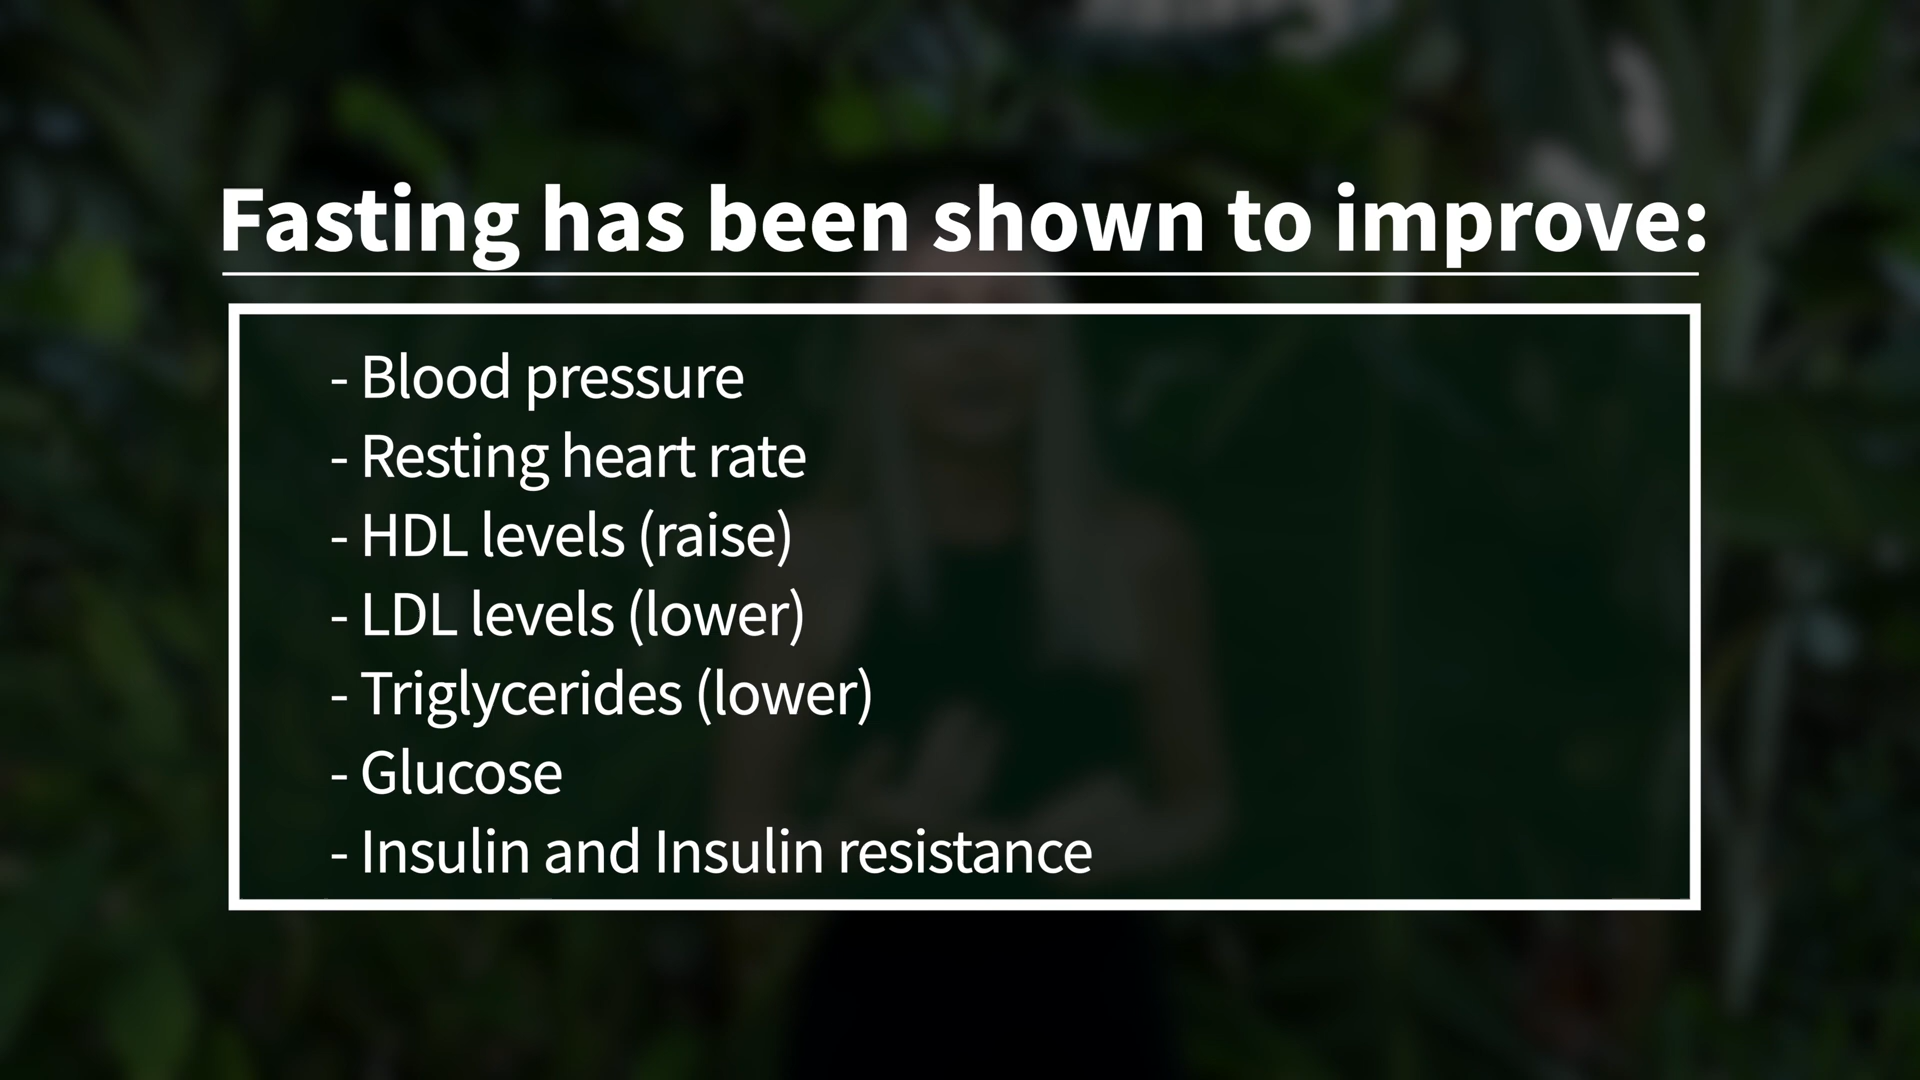 Fasting has been shown to improve:
- Blood pressure
- Resting heart rate
- HDL levels (raise)
- LDL levels (lower)
- Triglycerides (lower)
- Glucose
- Insulin and Insulin resistance